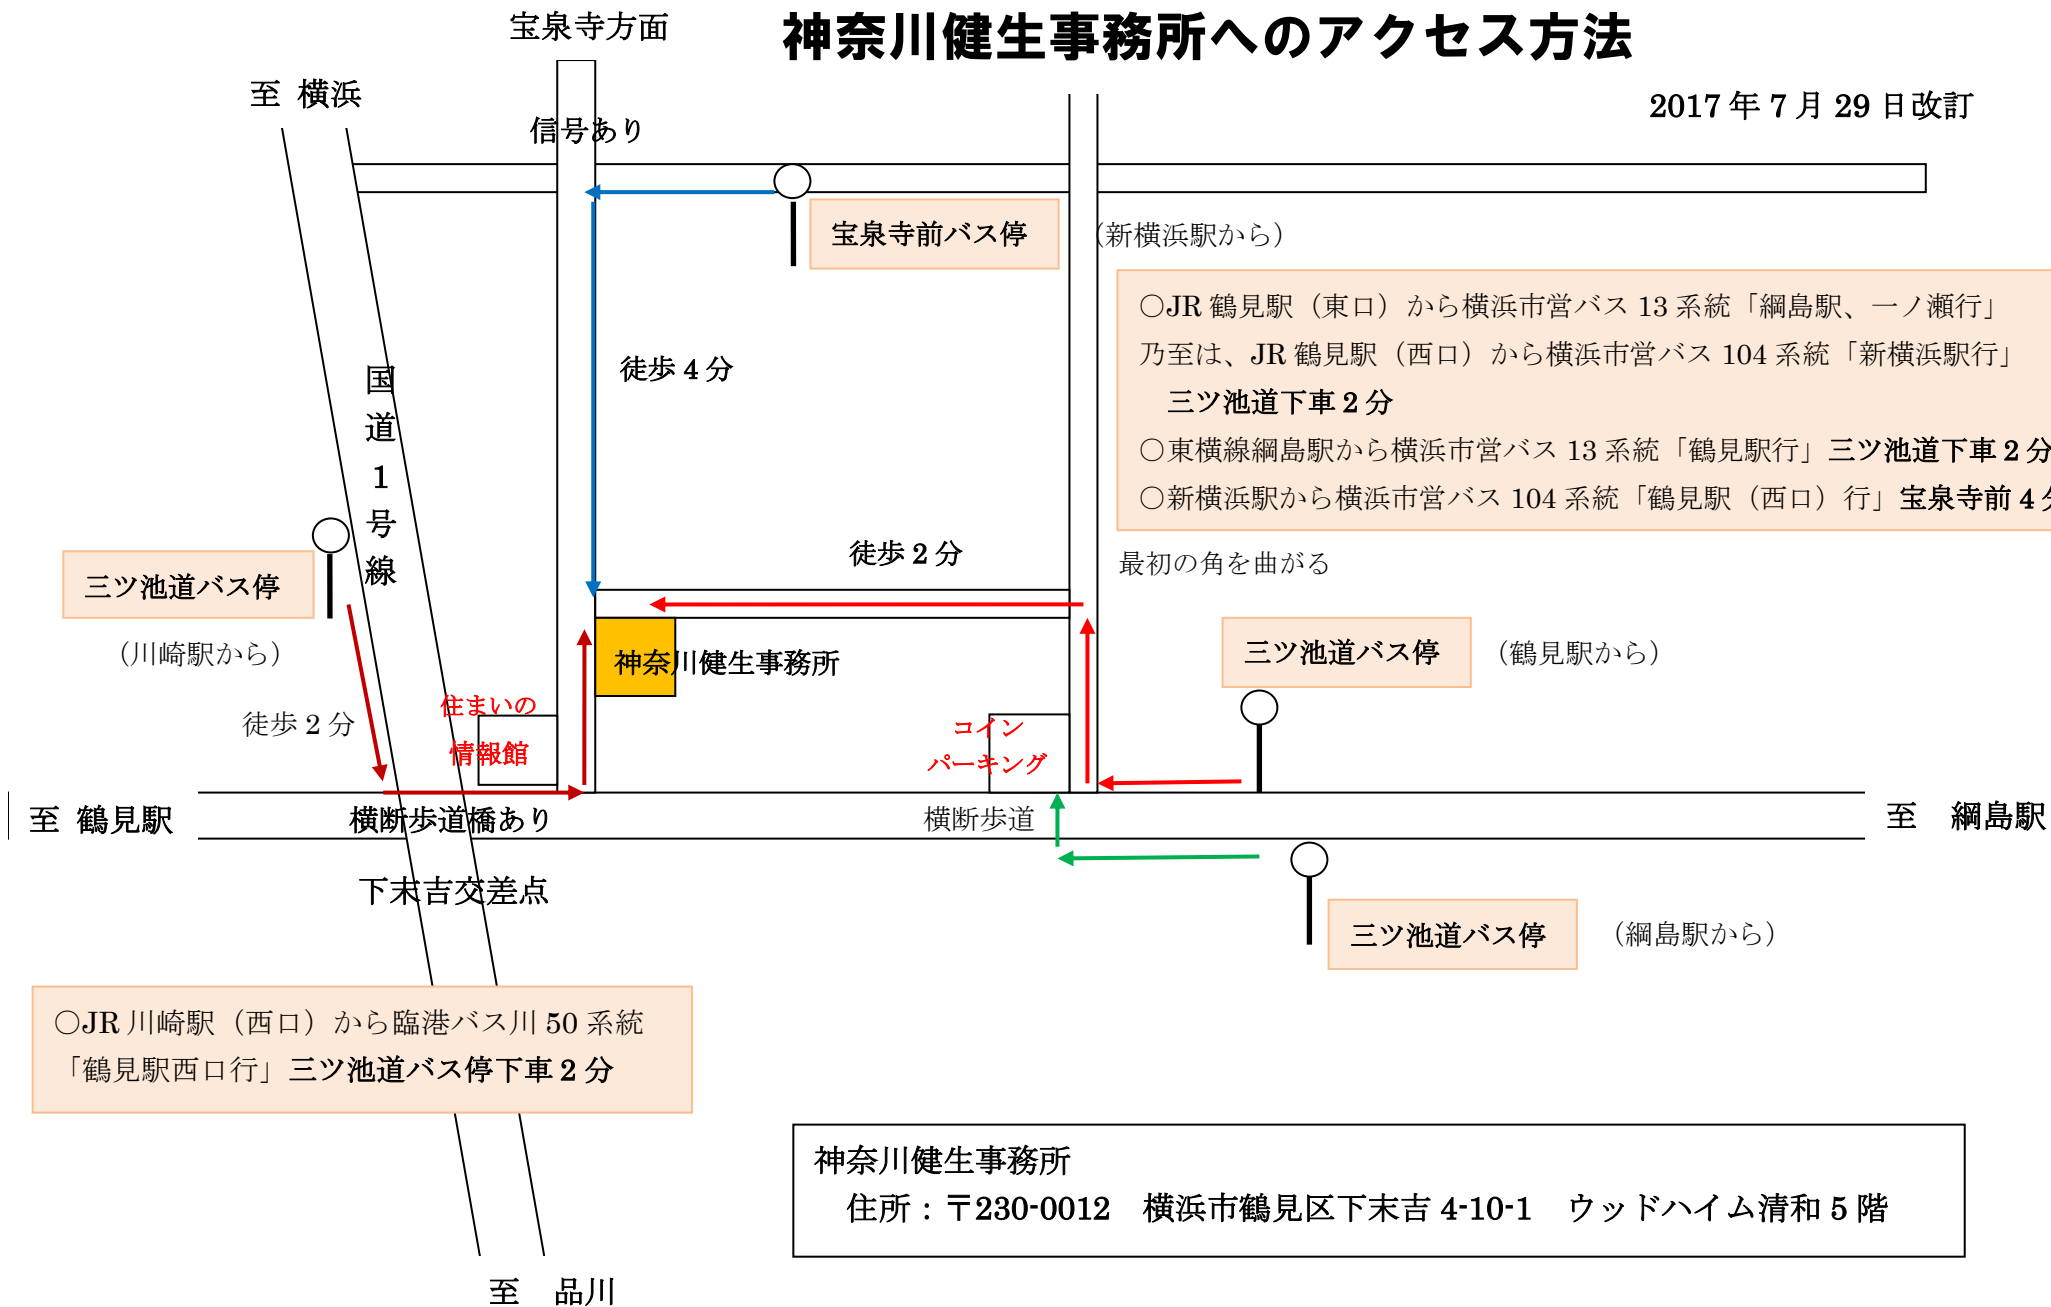 宝泉寺方面
神奈川健生事務所へのアクセス方法
至 横浜
2017年7月29日改訂
信号あり
宝泉寺前バス停
（新横浜駅から）
○JR鶴見駅（東口）から横浜市営バス13系統「綱島駅、一ノ瀬行」
乃至は、JR鶴見駅（西口）から横浜市営バス104系統「新横浜駅行」
三ツ池道下車2分
○東横線綱島駅から横浜市営バス13系統「鶴見駅行」三ツ池道下車2分
○新横浜駅から横浜市営バス104系統「鶴見駅（西口）行」宝泉寺前4分
徒歩4分
国道1号線
徒歩2分
最初の角を曲がる
三ツ池道バス停
（川崎駅から）
神奈川健生事務所
三ツ池道バス停
（鶴見駅から）
徒歩2分
住まいの
情報館
コイン
パーキング
至 鶴見駅
横断歩道橋あり
横断歩道
至　綱島駅
下末吉交差点
三ツ池道バス停
（綱島駅から）
○JR川崎駅（西口）から臨港バス川50系統
「鶴見駅西口行」三ツ池道バス停下車2分
神奈川健生事務所
住所：〒230-0012　横浜市鶴見区下末吉4-10-1　ウッドハイム清和5階
至　品川